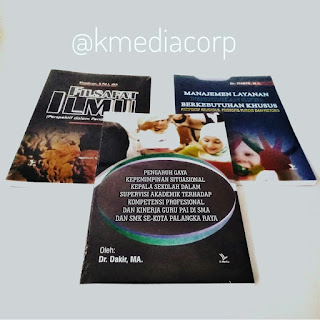 @kmediacorp
FILSAFAT
ILMU
MANAJEMEN LAYANAN
BERKEBUTUHAN KHUSUS
PENGARUH GAYA
KEPEMIMPINAN SITUASIONAL
KEPALA SEKOLAH DALAM
SUPERVISI AKADEMIK TERHADAP
KOMPETENSI PROFESIONAL
DAN KINERJA GURU PAI DI SMA
DAN SMK SE-KOTA PALANGKA RAYA
Oleh:
Dr. Dakir, MA.